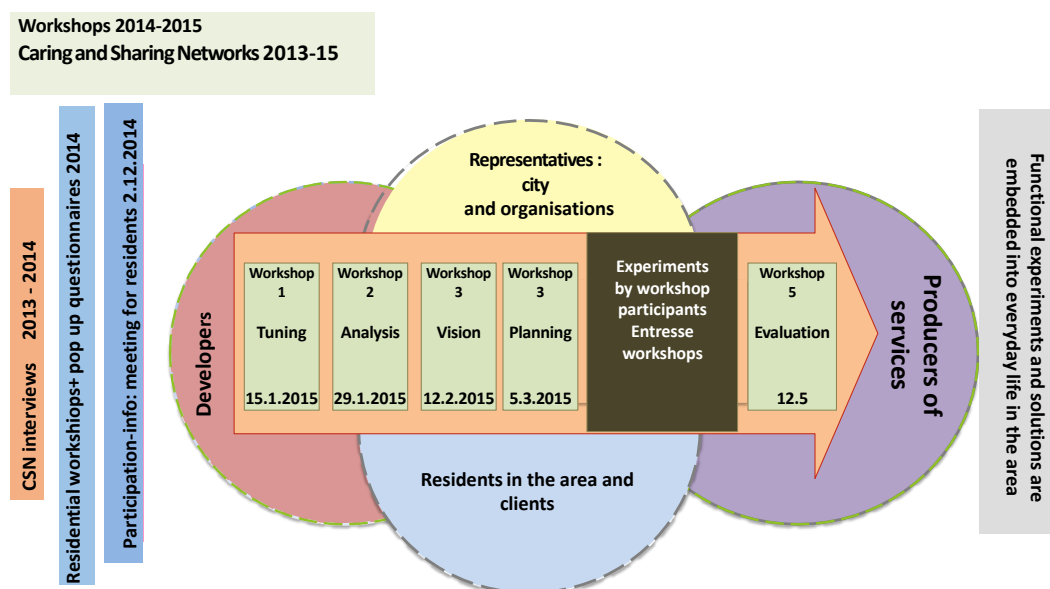 Workshops 2014-2015
Caring and Sharing Networks 2013-15
CSN interviews 2013 - 2014
Residential workshiops+ pop up questionnaires 2014
Participation-info: meeting for residents 2.12.2014
Developers
Representatives :
city
and organisations
Workshop
1
Tuning
15.1.2015
Workshop
2
Analysis
29.1.2015
Workshop
3
Vision
12.2.2015
Workshop
3
Planning
5.3.2015
Experiments
by workshop
participants
Entresse
workshops
Workshop
5
Evaluation
12.5
Residents in the area and
clients
Producers of
services
Functional experiments and solutions are
embedded into everyday life in the area